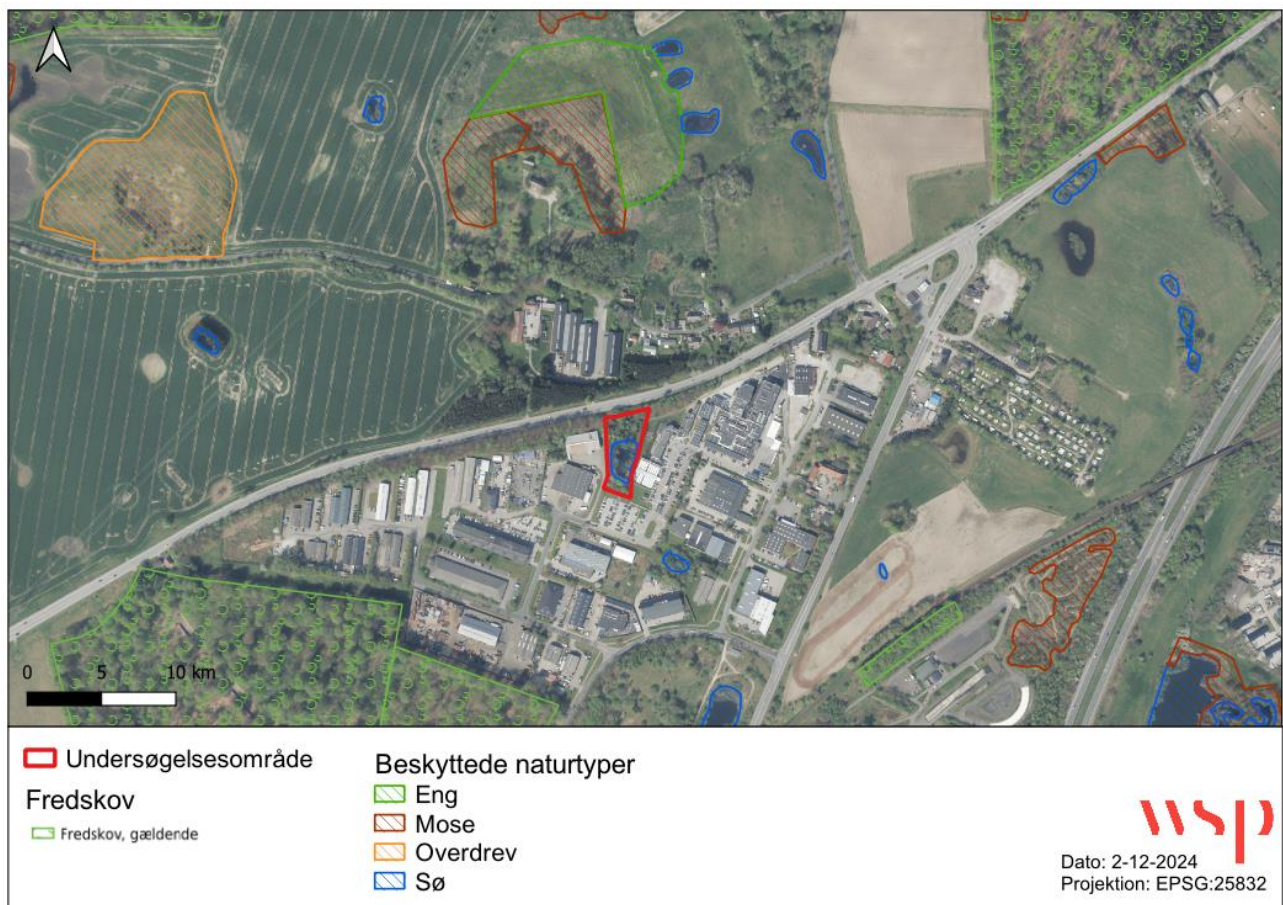 0 5 10 km
Undersøgelsesområde
Fredskov
Fredskov, gældende
Beskyttede naturtyper
Eng
Mose
Overdrev
Sø
wsp
Dato: 2-12-2024
Projektion: EPSG:25832